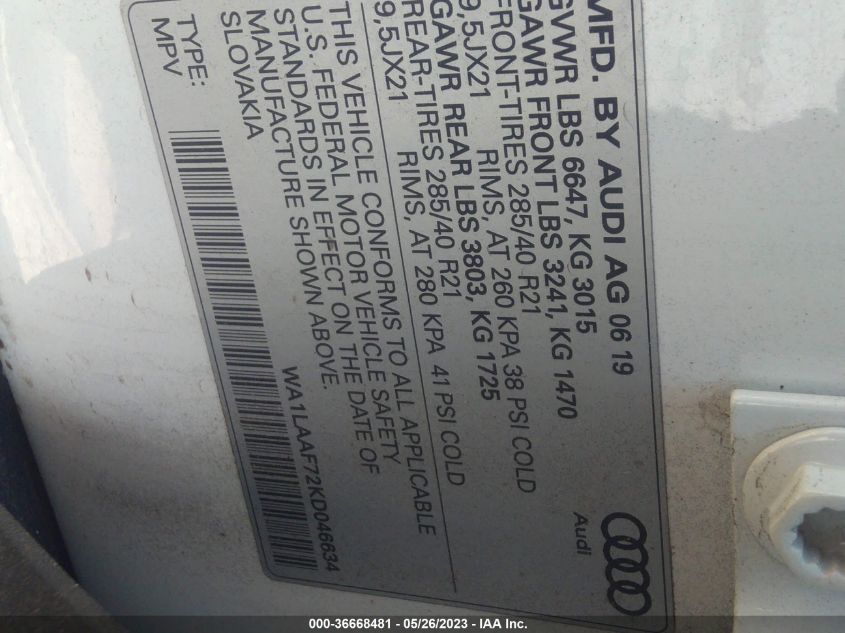 MFD. BY AUDI AG 06 19
GVWR LBS 6647, KG 3015
GAWR FRONT LBS 3241, KG 1470
FRONT-TIRES 285/40 R21
9,5JX21 RIMS, AT 260 KPA 38 PSI COLD
GAWR REAR LBS 3803, KG 1725
REAR-TIRES 285/40 R21
9,5JX21 RIMS, AT 280 KPA 41 PSI COLD
THIS VEHICLE CONFORMS TO ALL APPLICABLE
U.S. FEDERAL MOTOR VEHICLE SAFETY
STANDARDS IN EFFECT ON THE DATE OF
MANUFACTURE SHOWN ABOVE.
SLOVAKIA
WA1LAAF72KD046634
TYPE:
MPV
Audi
000-36668481 - 05/26/2023 - IAA Inc.